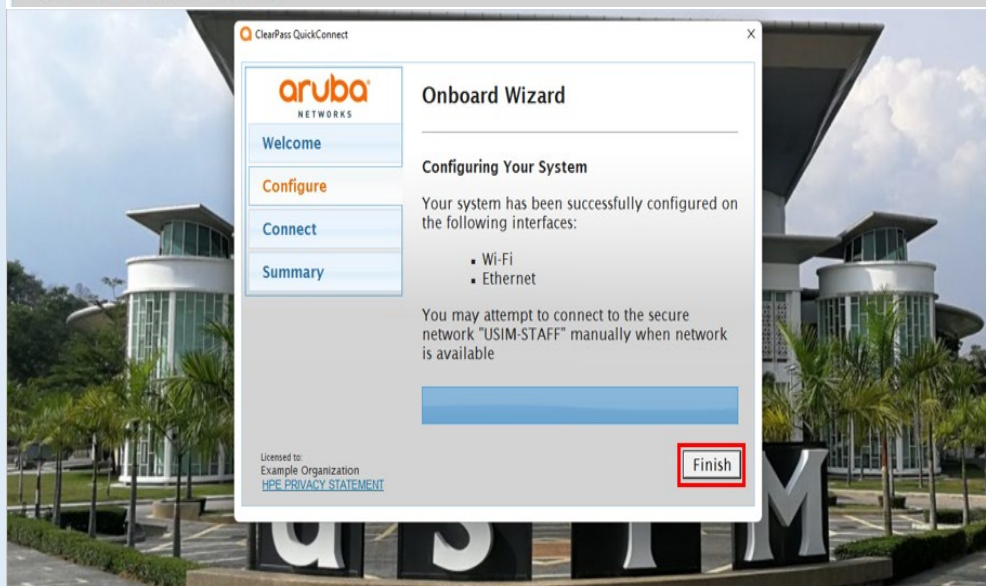 ClearPass QuickConnect
X
aruba
NETWORKS
Welcome
Configure
Connect
Summary
Licensed to:
Example Organization
HPE PRIVACY STATEMENT
Onboard Wizard
Configuring Your System
Your system has been successfully configured on
the following interfaces:
▪ Wi-Fi
▪ Ethernet
You may attempt to connect to the secure
network "USIM-STAFF" manually when network
is available
Finish
USIM